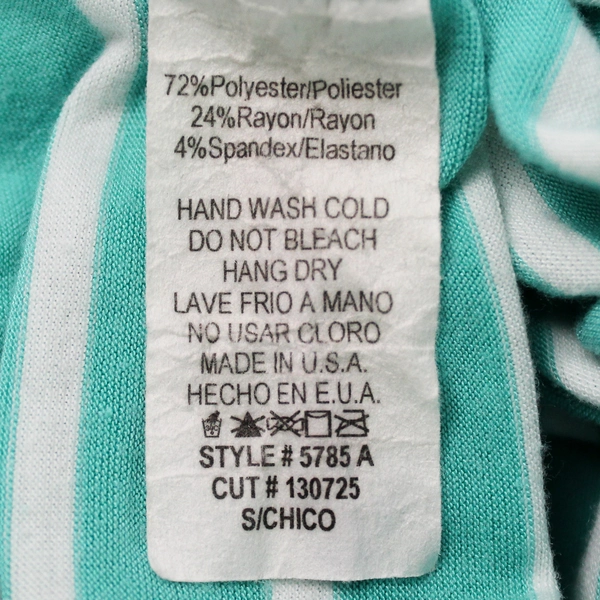 72%Polyester/Poliester
24%Rayon/Rayon
4%Spandex/Elastano
HAND WASH COLD
DO NOT BLEACH
HANG DRY
LAVE FRIO A MANO
NO USAR CLORO
MADE IN U.S.A.
HECHO EN E.U.A.
STYLE # 5785 A
CUT # 130725
S/CHICO